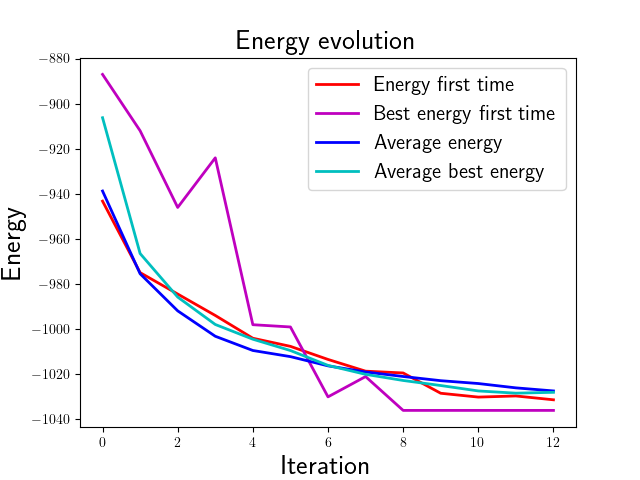 Energy evolution
Energy first time
Best energy first time
Average energy
Average best energy
−880
−900
−920
−940
−960
−980
−1000
−1020
−1040
Energy
0 2 4 6 8 10 12
Iteration